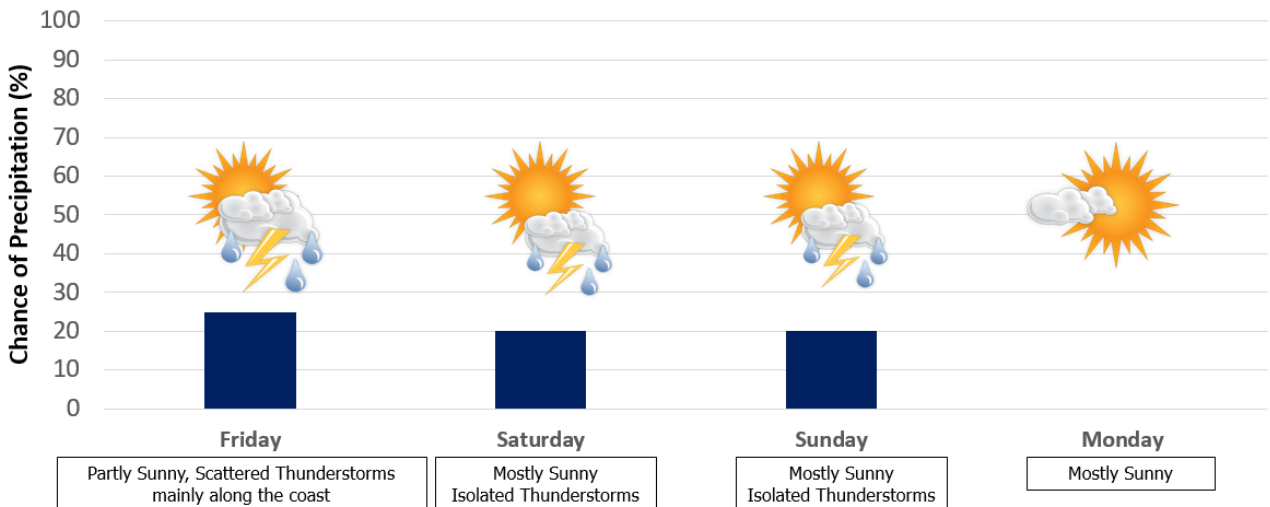 Chance of Precipitation (%)
100
90
80
70
60
50
40
30
20
10
0
Friday
Saturday
Sunday
Monday
Partly Sunny, Scattered Thunderstorms
mainly along the coast
Mostly Sunny
Isolated Thunderstorms
Mostly Sunny
Isolated Thunderstorms
Mostly Sunny